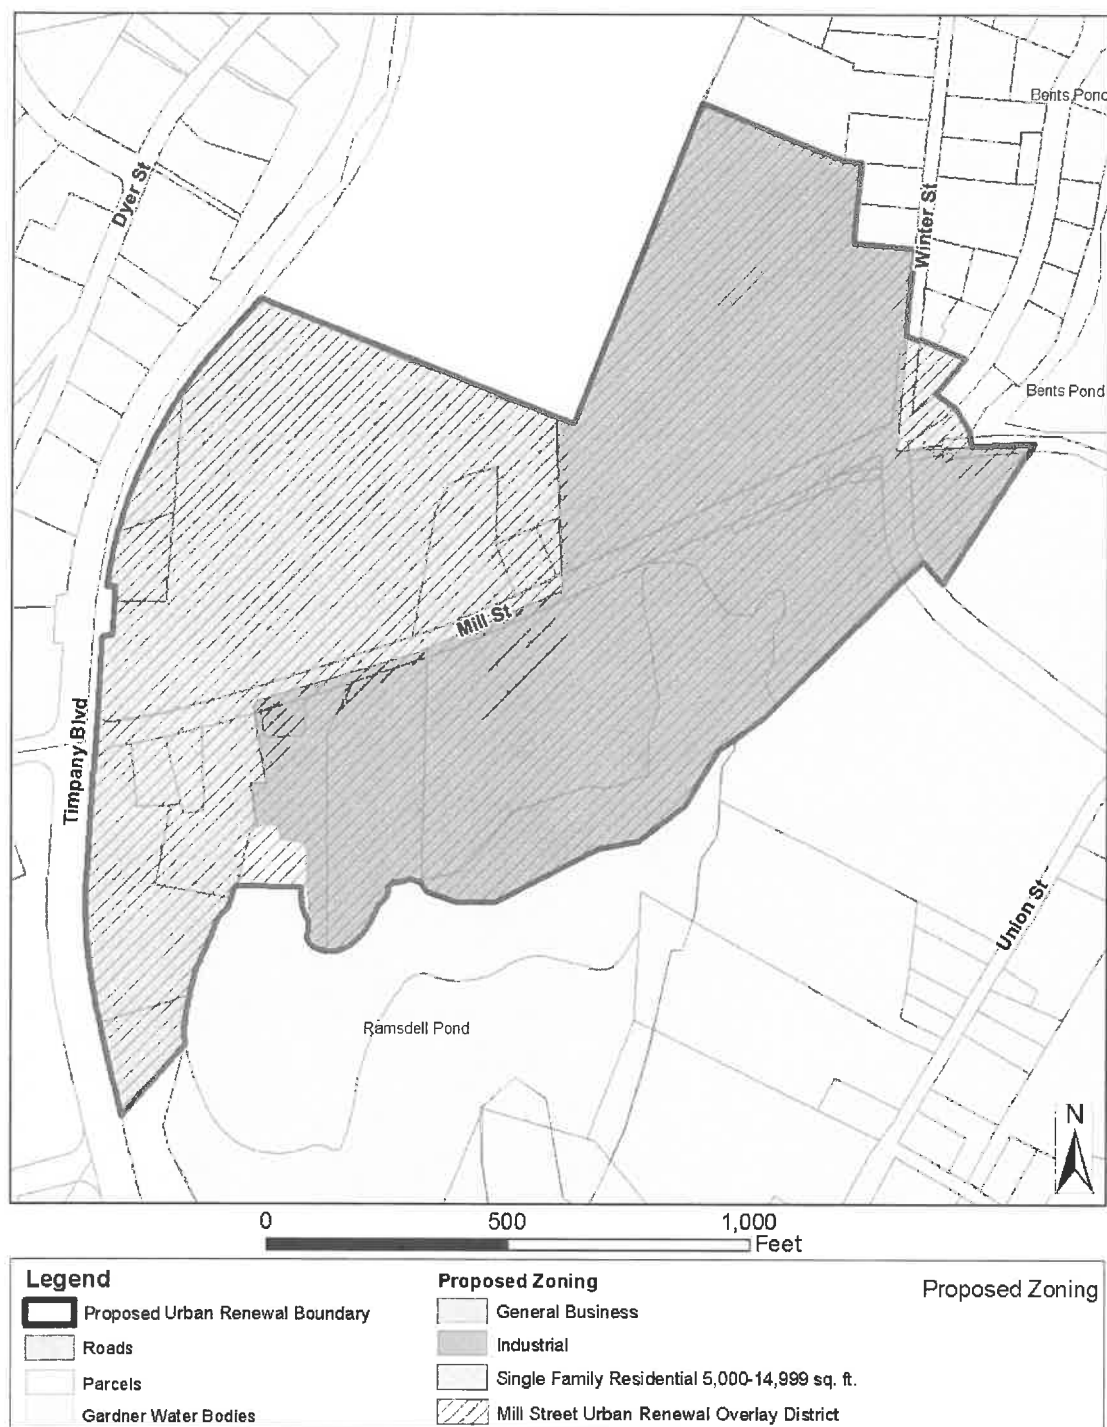 Bents Pond
Dyer St
Winter St
Bents Pond
Mill St
Timpany Blvd
Union St
Ramsdell Pond
N
0 500 1,000
Feet
Legend
Proposed Urban Renewal Boundary
Roads
Parcels
Gardner Water Bodies
Proposed Zoning
General Business
Industrial
Single Family Residential 5,000-14,999 sq. ft.
Mill Street Urban Renewal Overlay District
Proposed Zoning